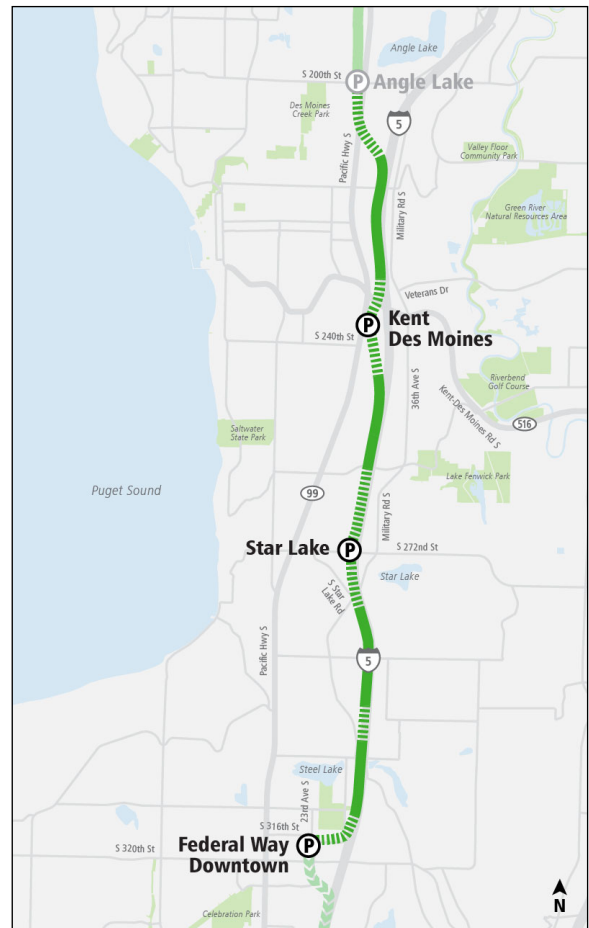 Angle Lake
S 200th St
P
Angle Lake
Des Moines
Creek Park
Pacific Hwy S
5
Valley Floor
Community Park
Military Rd S
Green River
Natural Resources Area
Veterans Dr
P
Kent
Des Moines
S 240th St
36th Ave S
Riverbend
Golf Course
Kent-Des Moines Rd S
516
Saltwater
State Park
Puget Sound
99
Lake Fenwick Park
Military Rd S
Star Lake
P
S 272nd St
Star Lake
S Star
Lake Rd
Pacific Hwy S
5
Steel Lake
23rd Ave S
S 316th St
S 320th St
Federal Way
Downtown
P
Celebration Park
N